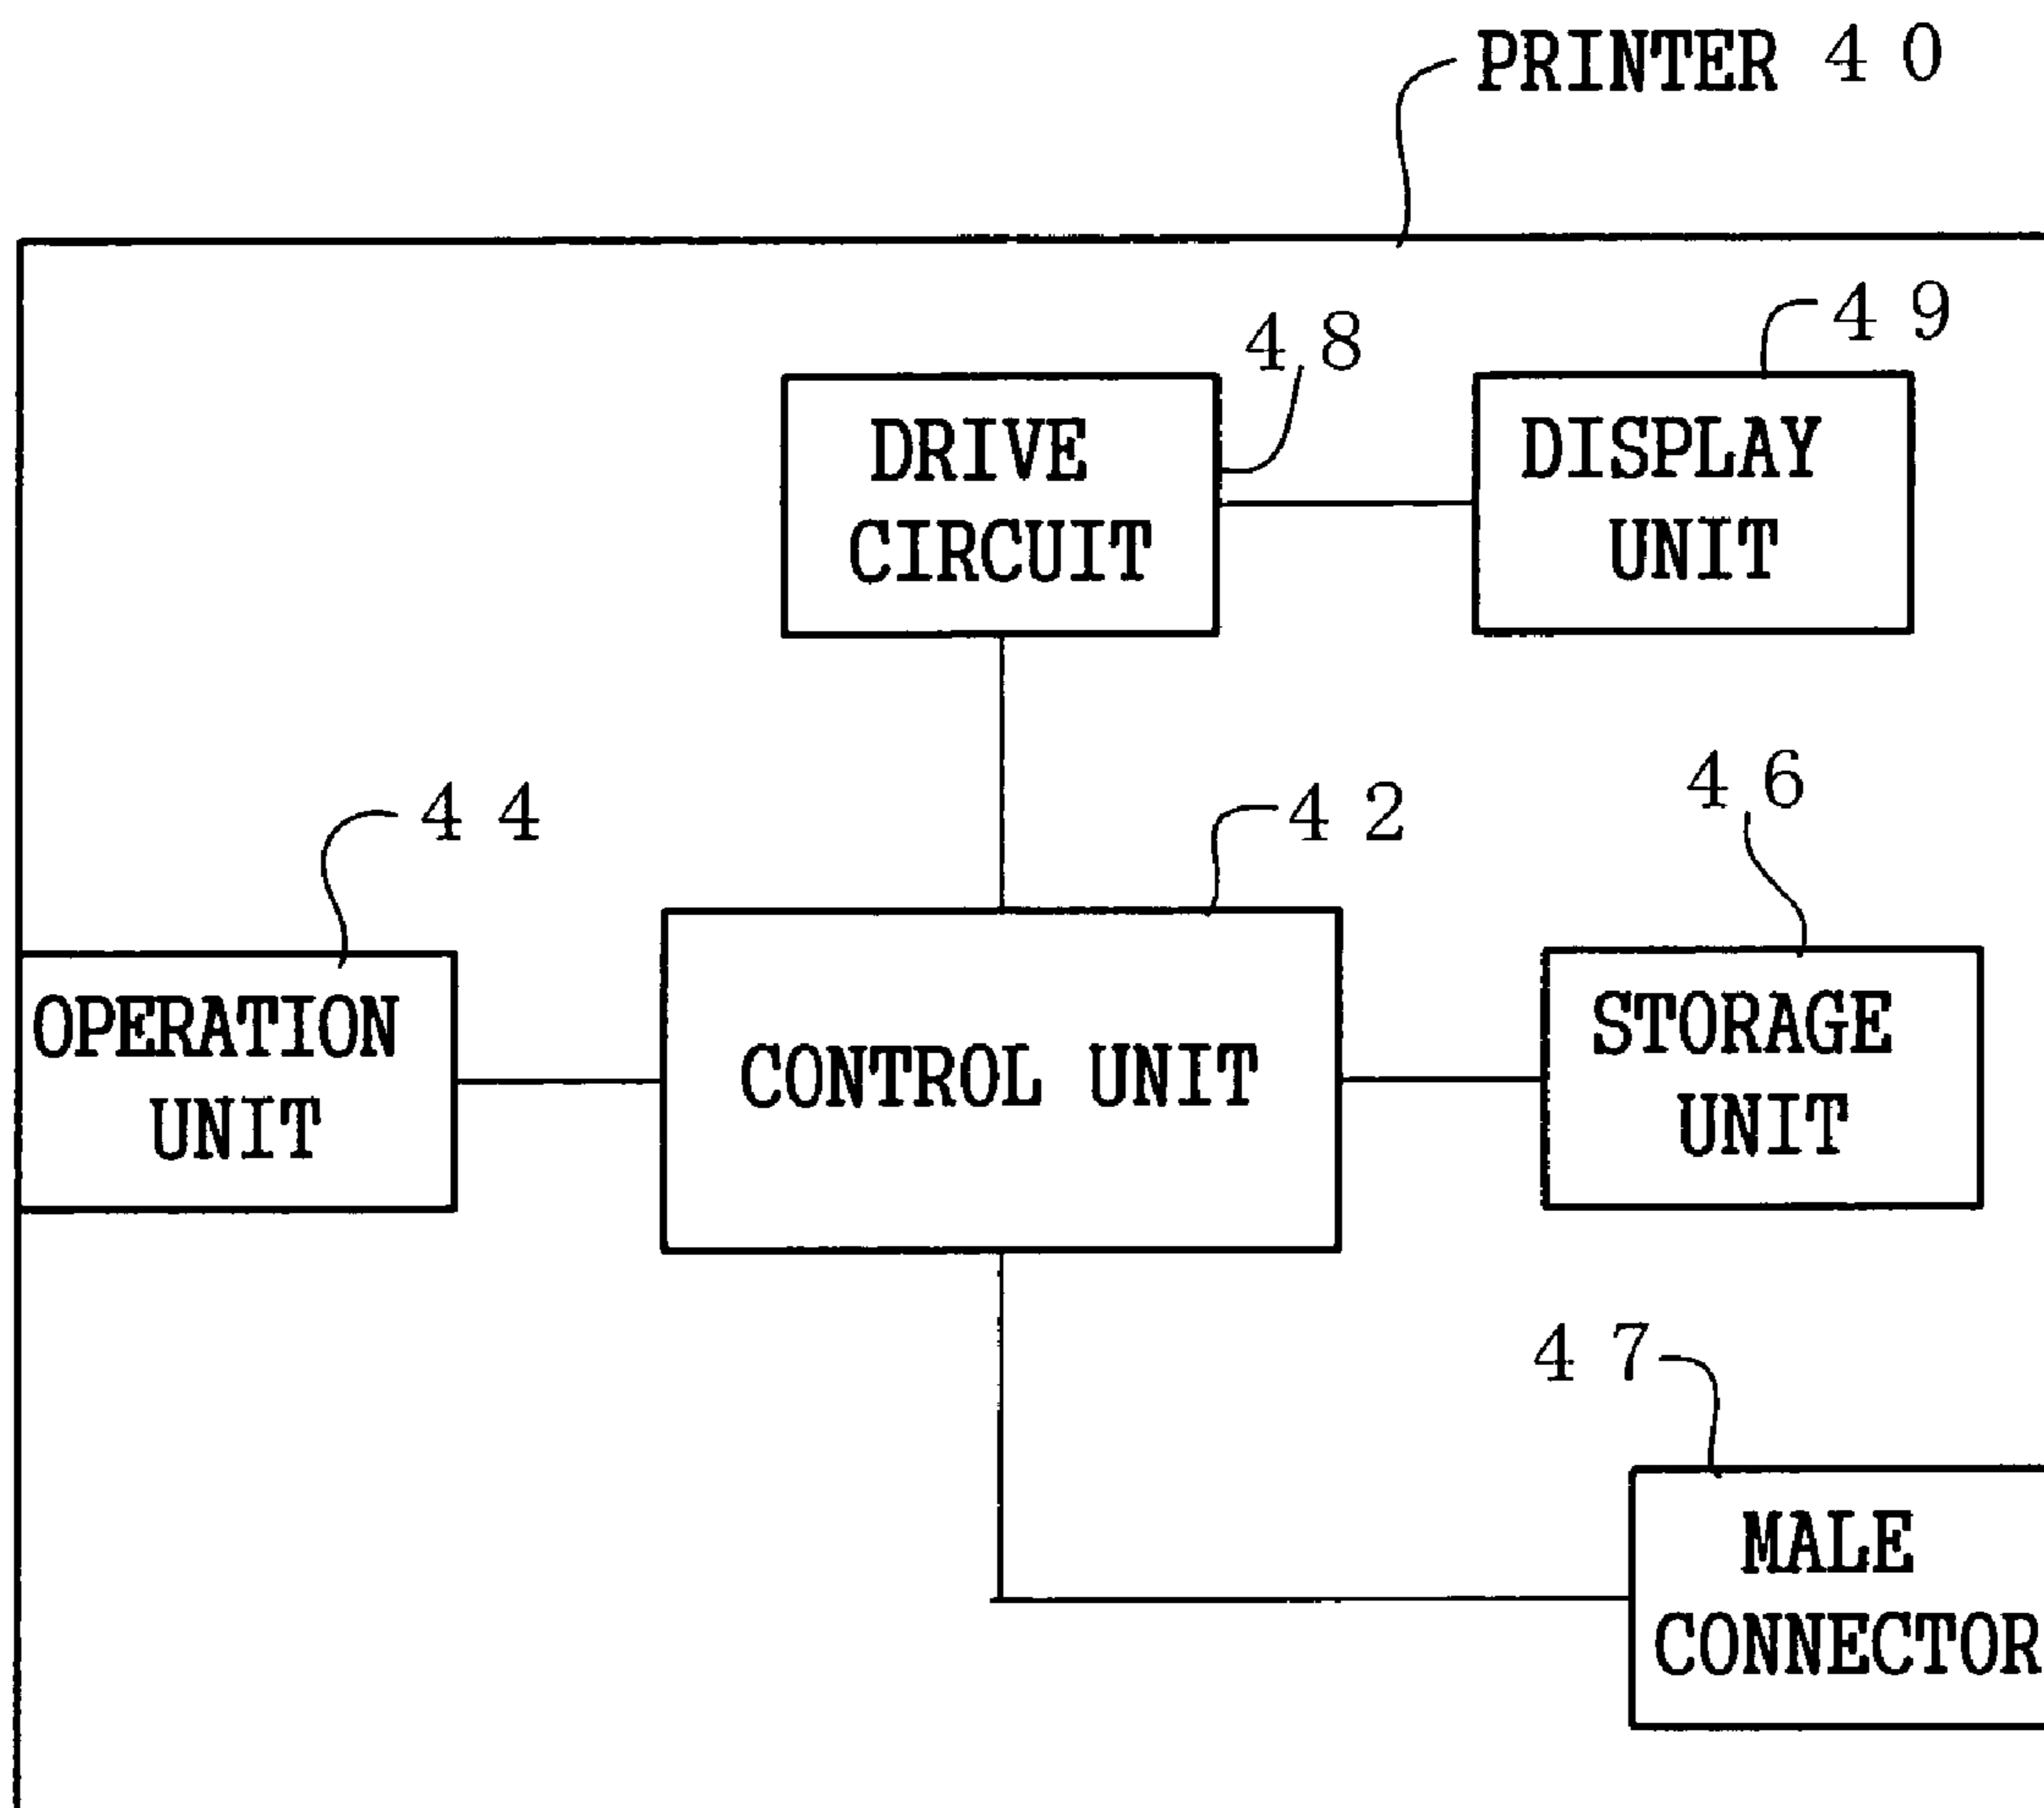 PRINTER 40
48
49
DRIVE
CIRCUIT
DISPLAY
UNIT
44
42
46
OPERATION
UNIT
CONTROL UNIT
STORAGE
UNIT
47
MALE
CONNECTOR